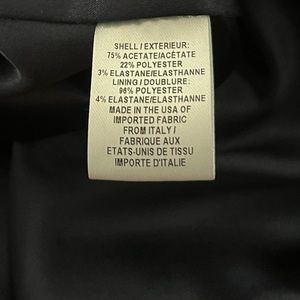 SHELL / EXTERIEUR:
75% ACETATE/ACÉTATE
22% POLYESTER
3% ELASTANE/ELASTHANNE
LINING / DOUBLURE:
96% POLYESTER
4% ELASTANE/ELASTHANNE
MADE IN THE USA OF
IMPORTED FABRIC
FROM ITALY /
FABRIQUE AUX
ETATS-UNIS DE TISSU
IMPORTE D'ITALIE